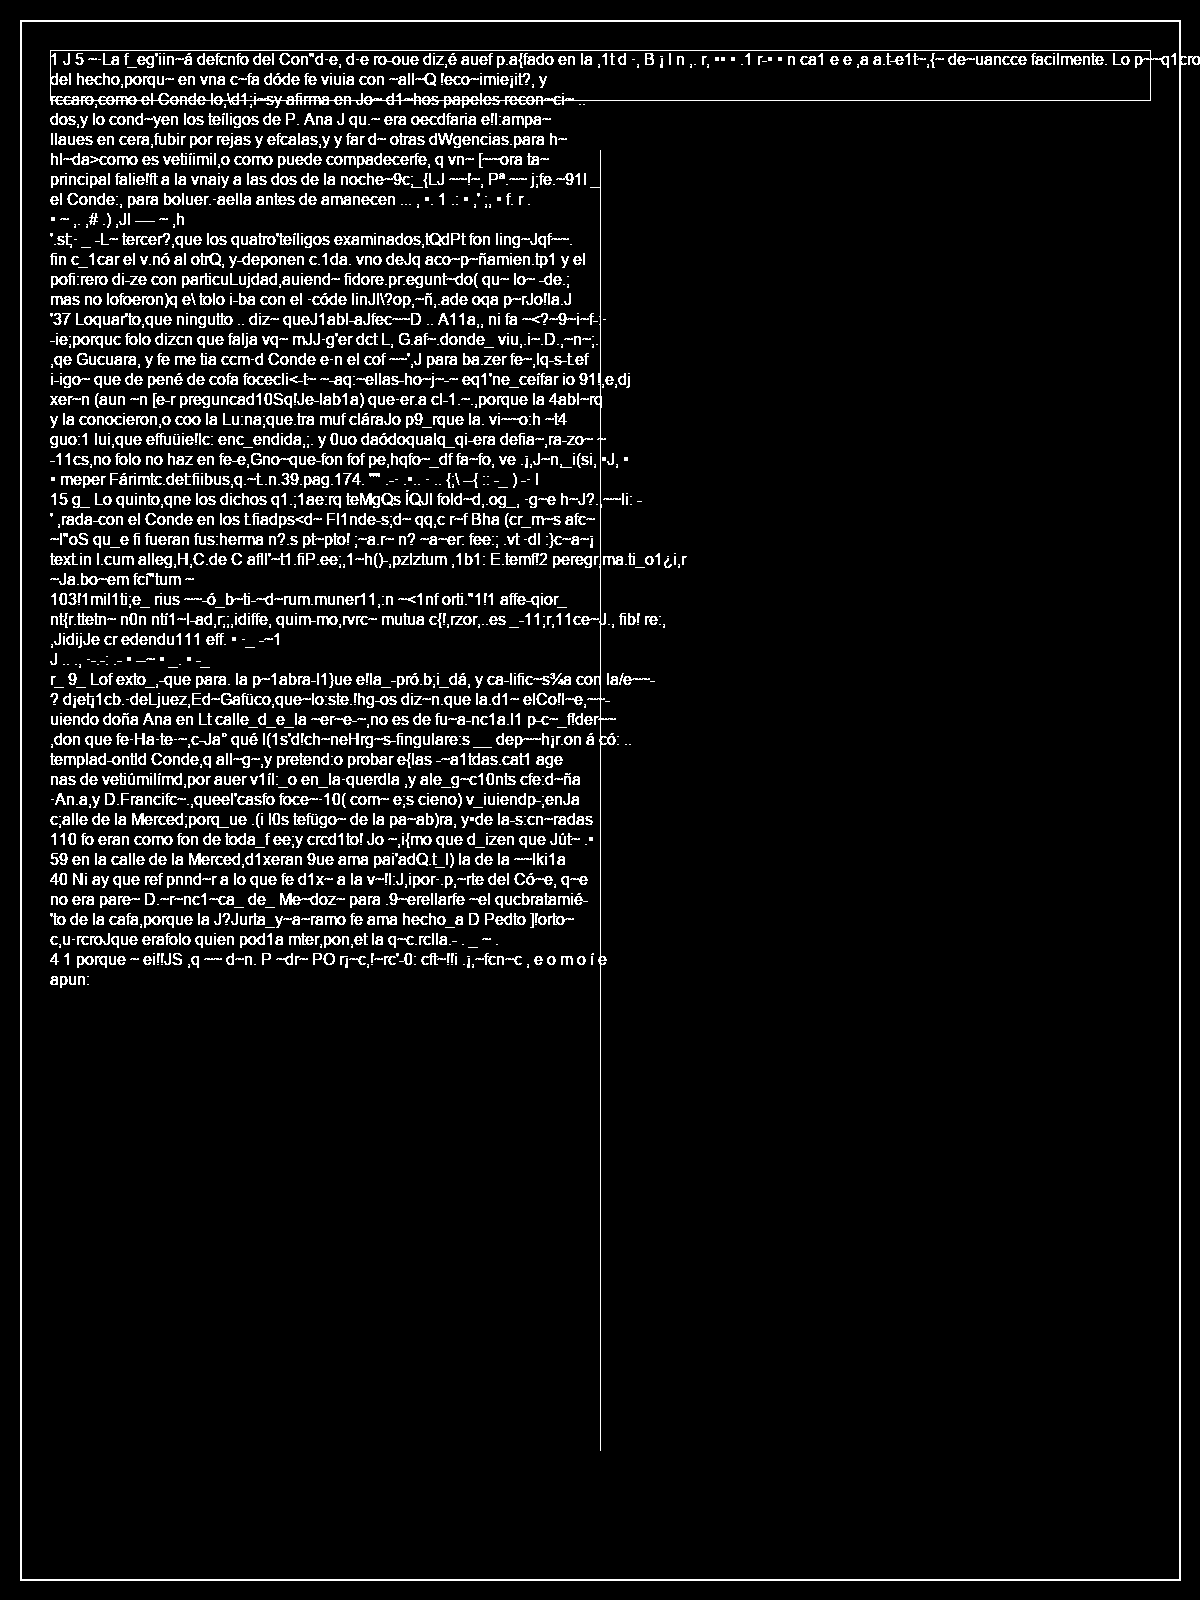 1 J 5 ~·La f_eg'iin~á defcnfo del Con"d·e, d·e ro-oue diz,é auef p.a{fado en la ,1t d ·, B ¡ l n ,. r, •• • .1 r-• • n ca1 e e ,a a.t-e1t~,{~ de~uancce facilmente. Lo p~~q1cro
del hecho,porqu~ en vna c~fa dóde fe viuia con ~all~Q !eco~imie¡it?, y
rccaro,como el Conde lo,\d1;i~sy afirma en Jo~ d1~hos papeles recon~ci~ ..
dos,y lo cond~yen los teíligos de P. Ana J qu.~ era oecdfaria e!l:ampa~
llaues en cera,fubir por rejas y efcalas,y y far d~ otras dWgencias.para h~
hl~da>como es vetiíimil,o como puede compadecerfe, q vn~ [~~ora ta~
principal falie!ft a la vnaiy a las dos de la noche~9c;_{LJ ~~!~, Pª.~~ j;fe.~91l _
el Conde:, para boluer.·aella antes de amanecen ... , •. 1 .: • ,' ;, • f. r .
• ~ ,. ,# .) ,Jl —– ~ ,h
'.st;· _ -L~ tercer?,que los quatro'teíligos examinados,tQdPt fon ling~Jqf~~.
fin c_1car el v.nó al otrQ, y-deponen c.1da. vno deJq aco~p~ñamien.tp1 y el
pofi:rero di-ze con particuLujdad,auiend~ fidore.pr:egunt~do( qu~ lo~ -de.;
mas no lofoeron)q e\ tolo i-ba con el ·códe linJl\?op,~ñ,.ade oqa p~rJo!la.J
'37 Loquar'to,que ningutto .. diz~ queJ1abl-aJfec~~D .. A11a,, ni fa ~<?~9~i~f-:·
-ie;porquc folo dizcn que falja vq~ mJJ-g'er dct L, G.af~.donde_ viu,.i~.D.,~n~;.
,qe Gucuara, y fe me tia ccm·d Conde e·n el cof ~~',J para ba.zer fe~,lq-s-t.ef
i-igo~ que de pené de cofa focecli<-t~ ~-aq:~ellas-ho~j~-~ eq1'ne_ceífar io 91!,e,dj
xer~n (aun ~n [e-r preguncad10Sq!Je-lab1a) que·er.a cl-1.~.,porque la 4abl~rq
y la conocieron,o coo la Lu:na;que.tra muf cláraJo p9_rque la. vi~~o:h ~t4
guo:1 lui,que effuüie!lc: enc_endida,;. y 0uo daódoqualq_qi-era defia~,ra-zo~ ~
-11cs,no folo no haz en fe-e,Gno~que-fon fof pe,hqfo~_df fa~fo, ve .¡,J~n,_i(si, •J, •
• meper Fárimtc.det:fiibus,q.~t..n.39.pag.174. "'" .-· .•.. · .. {;\ –{ :: -_ ) -· l
15 g_ Lo quinto,qne los dichos q1.;1ae:rq teMgQs ÍQJI fold~d,.og_, ·g~e h~J?.,~~li: -
' ,rada-con el Conde en los t.fiadps<d~ Fl1nde-s;d~ qq,c r~f Bha (cr_m~s afc~
~l"oS qu_e fi fueran fus:herma n?.s pt~pto! ;~a.r~ n? ~a~er: fee:; .vt ·dl :}c~a~¡
text.in l.cum alleg,H,C.de C afll'~t1.fiP.ee;,1~h()-,pzlztum ,1b1: E.temf!2 peregr,ma.ti_o1¿i,r
~Ja.bo~em fcí"tum ~
103!1mil1ti;e_ rius ~~-ó_b~ti-~d~rum.muner11,:n ~<1nf orti."1!1 affe-qior_
nt{r.ttetn~ n0n ntí1~l-ad,r;;,idiffe, quim-mo,rvrc~ mutua c{!,rzor,..es _-11;r,11ce~J., fib! re:,
,JidijJe cr edendu111 eff. • ·_ -~1
J .. ., ·-.-: .- • –~ • _. • -_
r_ 9_ Lof exto_,-que para. la p~1abra-l1}ue e!la_-pró.b;i_dá, y ca-lific~s¾a con la/e~~-
? d¡et¡1cb.·deLjuez,Ed~Gafüco,que~lo:ste.!hg-os diz~n.que la.d1~ elCo!l~e,~~-
uiendo doña Ana en Lt calle_d_e_la ~er~e-~,no es de fu~a-nc1a.l1 p-c~_f!der~~
,don que fe·Ha-te·~,c-Ja° qué l(1s'd!ch~neHrg~s-fingulare:s __ dep~~h¡r.on á có: ..
templad-ontld Conde,q all~g~,y pretend:o probar e{las -~a1tdas.cat1 age
nas de vetiúmilímd,por auer v1íl:_o en_la·querdla ,y ale_g~c10nts cfe:d~ña
·An.a,y D.Francifc~.,queel'casfo foce~·10( com~ e;s cieno) v_iuiendp-;enJa
c;alle de la Merced;porq_ue .(i l0s tefügo~ de la pa~ab)ra, y•de la-s:cn~radas
110 fo eran como fon de toda_f ee;y crcd1to! Jo ~,i{mo que d_izen que Jút~ .•
59 en la calle de la Merced,d1xeran 9ue ama pai'adQ.t_l) la de la ~~lki1a
40 Ni ay que ref pnnd~r a lo que fe d1x~ a la v~!l:J,ipor·.p,~rte del Có~e, q~e
no era pare~ D.~r~nc1~ca_ de_ Me~doz~ para .9~erellarfe ~el qucbratamié-
'to de la cafa,porque la J?Jurta_y~a~ramo fe ama hecho_a D Pedto ]forto~
c,u·rcroJque erafolo quien pod1a mter,pon,et la q~c.rclla.- . _ ~ .
4 1 porque ~ ei!!JS ,q ~~ d~n. P ~dr~ PO r¡~c,!~rc'-0: cft~!!i .¡,~fcn~c , e o m o í e
apun: